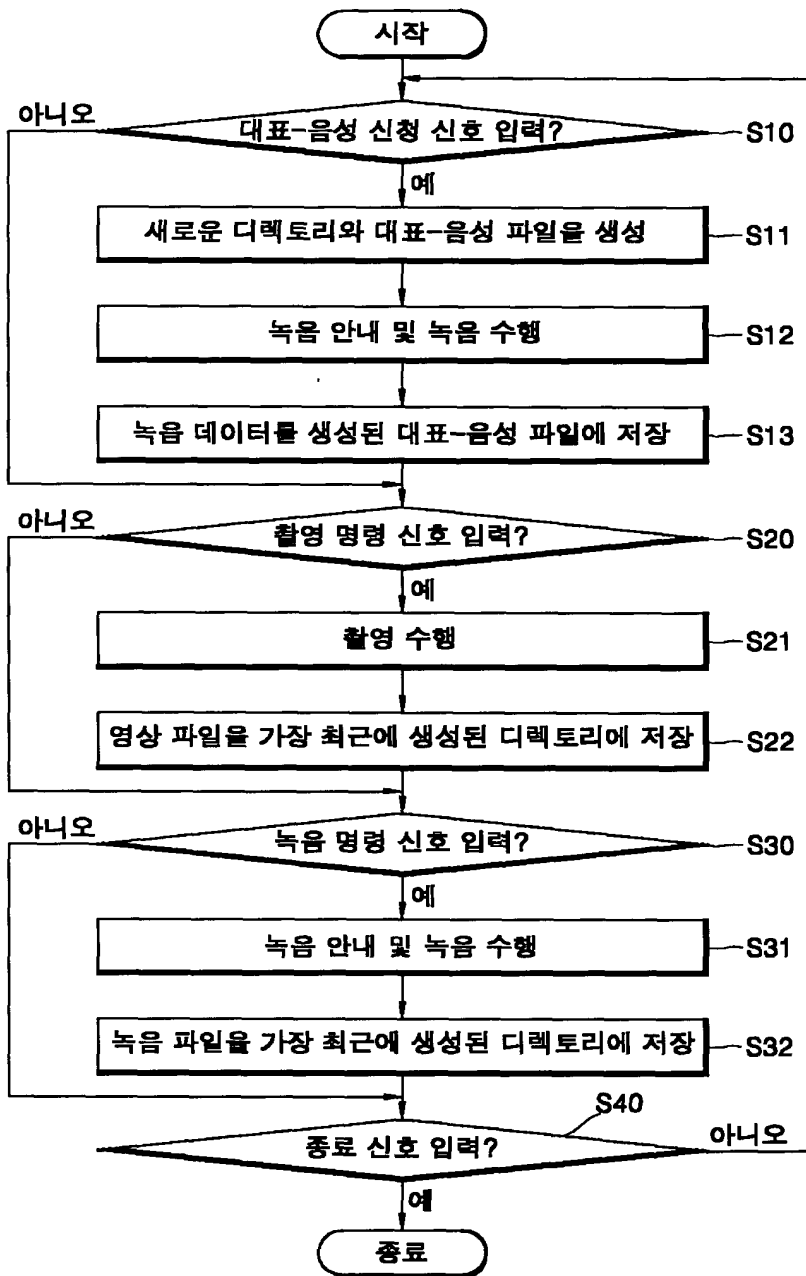 시작
아니오
대표-음성 신청 신호 입력?
S10
예
새로운 디렉토리와 대표-음성 파일을 생성
S11
녹음 안내 및 녹음 수행
S12
녹음 데이터를 생성된 대표-음성 파일에 저장
S13
아니오
촬영 명령 신호 입력?
S20
예
촬영 수행
S21
영상 파일을 가장 최근에 생성된 디렉토리에 저장
S22
아니오
녹음 명령 신호 입력?
S30
예
녹음 안내 및 녹음 수행
S31
녹음 파일을 가장 최근에 생성된 디렉토리에 저장
S32
S40
종료 신호 입력?
아니오
예
종료